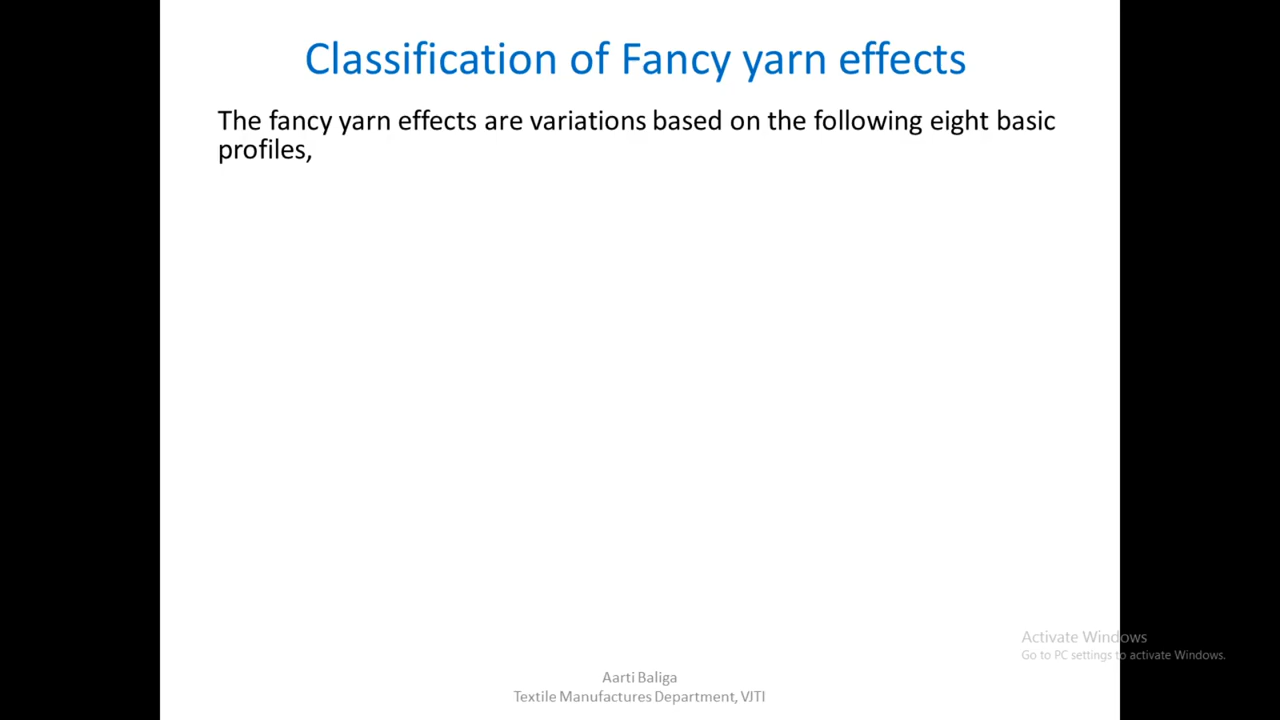 Classification of Fancy yarn effects
The fancy yarn effects are variations based on the following eight basic
profiles,
Activate Windows
Go to PC settings to activate Windows.
Aarti Baliga
Textile Manufactures Department, VJTI